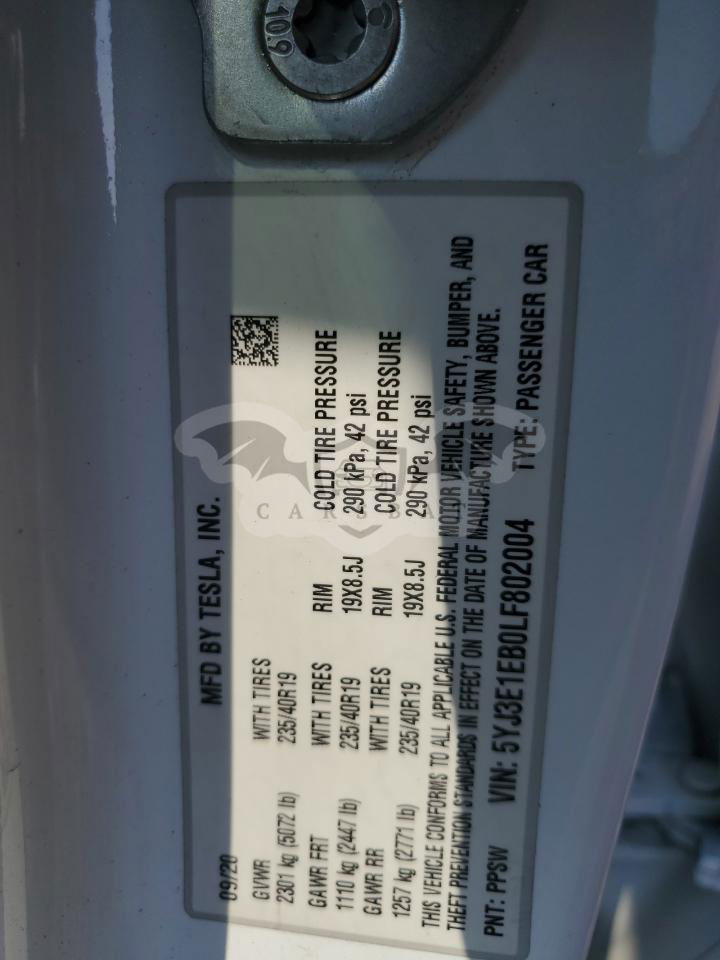 10.9
09/20 MFD BY TESLA, INC.
GVWR WITH TIRES
2301 kg (5072 lb) 235/40R19
GAWR FRT WITH TIRES RIM COLD TIRE PRESSURE
1110 kg (2447 lb) 235/40R19 19X8.5J 290 kPa, 42 psi
GAWR RR WITH TIRES RIM COLD TIRE PRESSURE
1257 kg (2771 lb) 235/40R19 19X8.5J 290 kPa, 42 psi
THIS VEHICLE CONFORMS TO ALL APPLICABLE U.S. FEDERAL MOTOR VEHICLE SAFETY, BUMPER, AND
THEFT PREVENTION STANDARDS IN EFFECT ON THE DATE OF MANUFACTURE SHOWN ABOVE.
PNT: PPSW VIN: 5YJ3E1EB0LF802004 TYPE: PASSENGER CAR